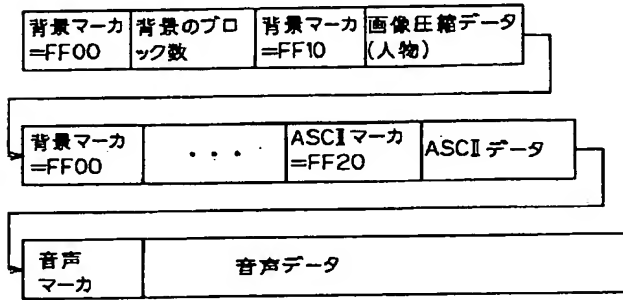 背景マーカ
=FF00
背景のブロ
ック数
背景マーカ
=FF10
画像圧縮データ
(人物)
背景マーカ
=FF00
・・・
ASCIIマーカ
=FF20
ASCIIデータ
音声
マーカ
音声データ